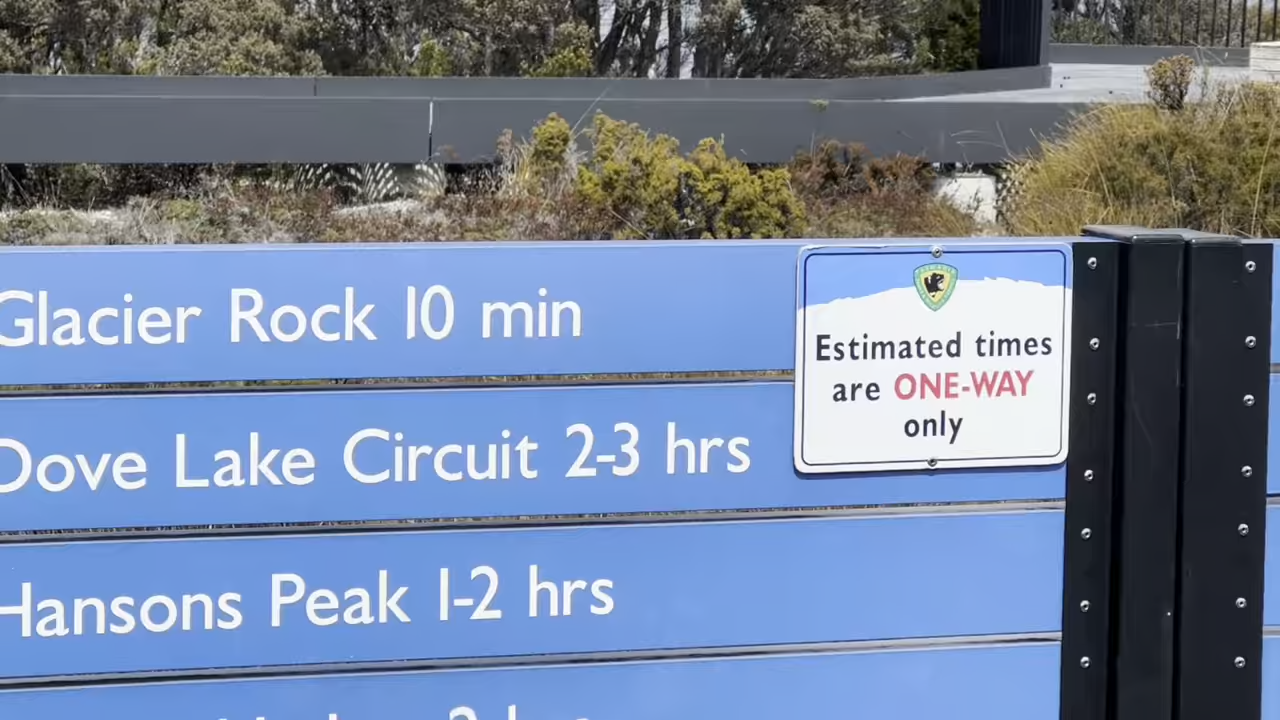 Glacier Rock 10 min
Estimated times
are ONE-WAY
only
Dove Lake Circuit 2-3 hrs
Hansons Peak 1-2 hrs